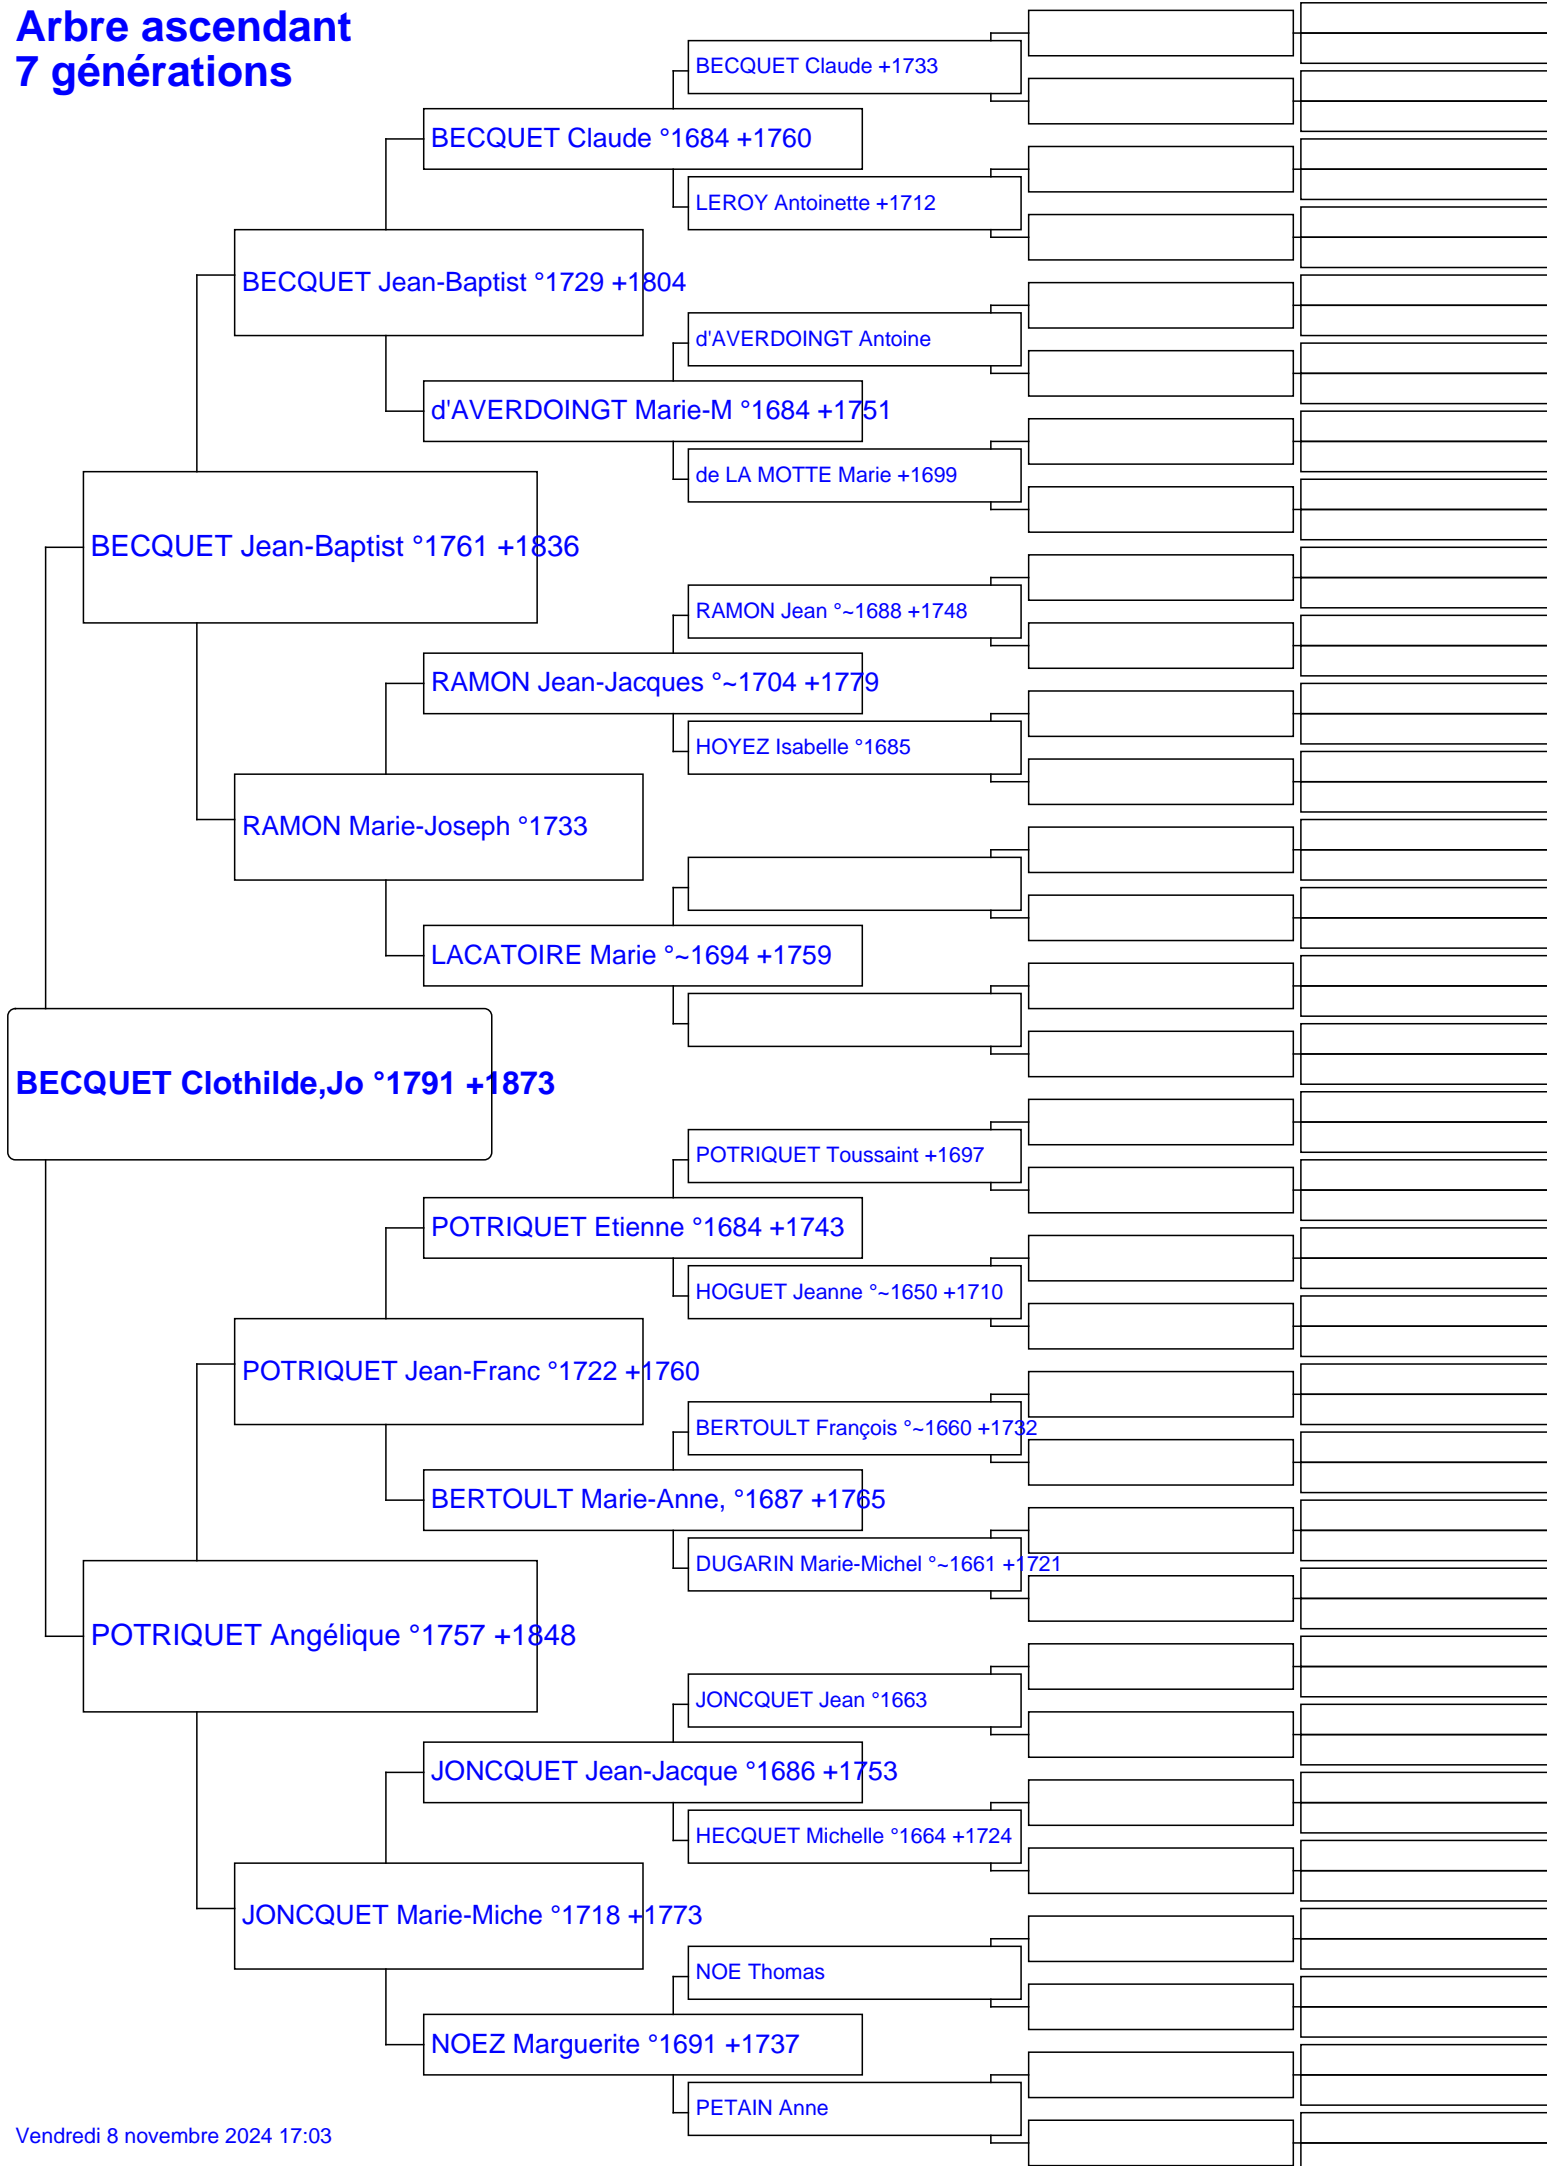 Arbre ascendant
7 générations
BECQUET Claude +1733
BECQUET Claude °1684 +1760
LEROY Antoinette +1712
BECQUET Jean-Baptist °1729 +1804
d'AVERDOINGT Antoine
d'AVERDOINGT Marie-M °1684 +1751
de LA MOTTE Marie +1699
BECQUET Jean-Baptist °1761 +1836
RAMON Jean °~1688 +1748
RAMON Jean-Jacques °~1704 +1779
HOYEZ Isabelle °1685
RAMON Marie-Joseph °1733
LACATOIRE Marie °~1694 +1759
BECQUET Clothilde,Jo °1791 +1873
POTRIQUET Toussaint +1697
POTRIQUET Etienne °1684 +1743
HOGUET Jeanne °~1650 +1710
POTRIQUET Jean-Franc °1722 +1760
BERTOULT François °~1660 +1732
BERTOULT Marie-Anne, °1687 +1765
DUGARIN Marie-Michel °~1661 +1721
POTRIQUET Angélique °1757 +1848
JONCQUET Jean °1663
JONCQUET Jean-Jacque °1686 +1753
HECQUET Michelle °1664 +1724
JONCQUET Marie-Miche °1718 +1773
NOE Thomas
NOEZ Marguerite °1691 +1737
PETAIN Anne
Vendredi 8 novembre 2024 17:03